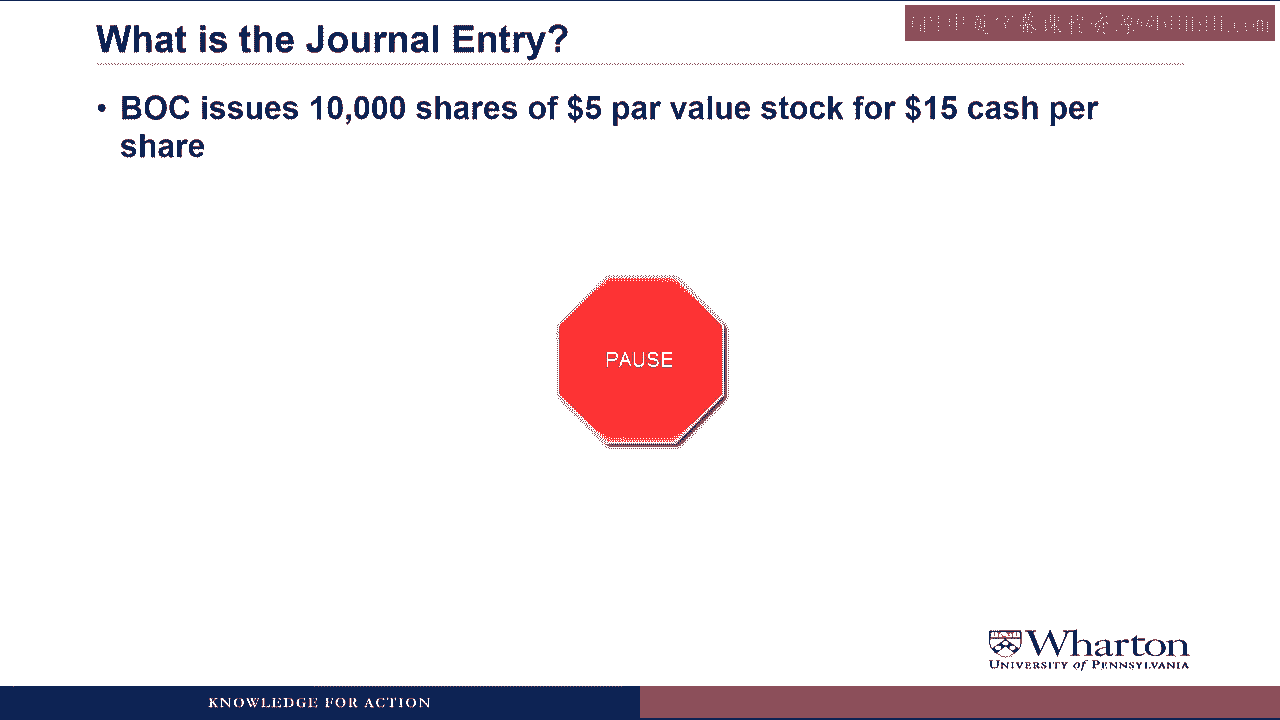 What is the Journal Entry?
• BOC issues 10,000 shares of $5 par value stock for $15 cash per
share
PAUSE
Wharton
UNIVERSITY of PENNSYLVANIA
KNOWLEDGE FOR ACTION